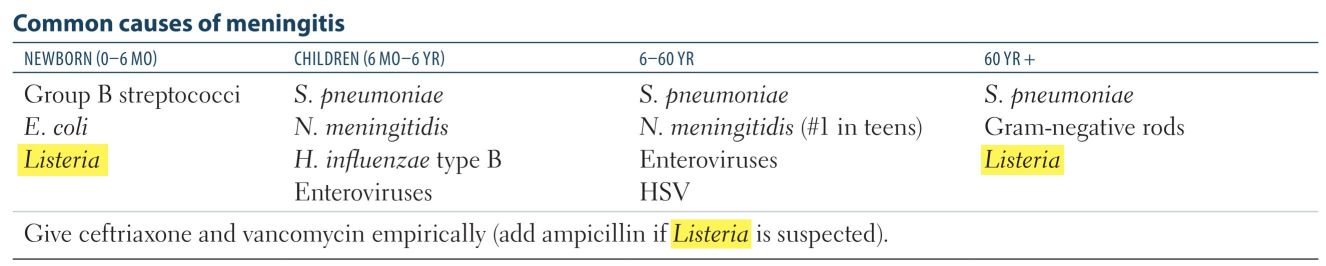 Common causes of meningitis
NEWBORN (0–6 MO) CHILDREN (6 MO–6 YR) 6–60 YR 60 YR +
Group B streptococci S. pneumoniae S. pneumoniae S. pneumoniae
E. coli N. meningitidis N. meningitidis (#1 in teens) Gram-negative rods
Listeria H. influenzae type B Enteroviruses Listeria
Enteroviruses HSV
Give ceftriaxone and vancomycin empirically (add ampicillin if Listeria is suspected).